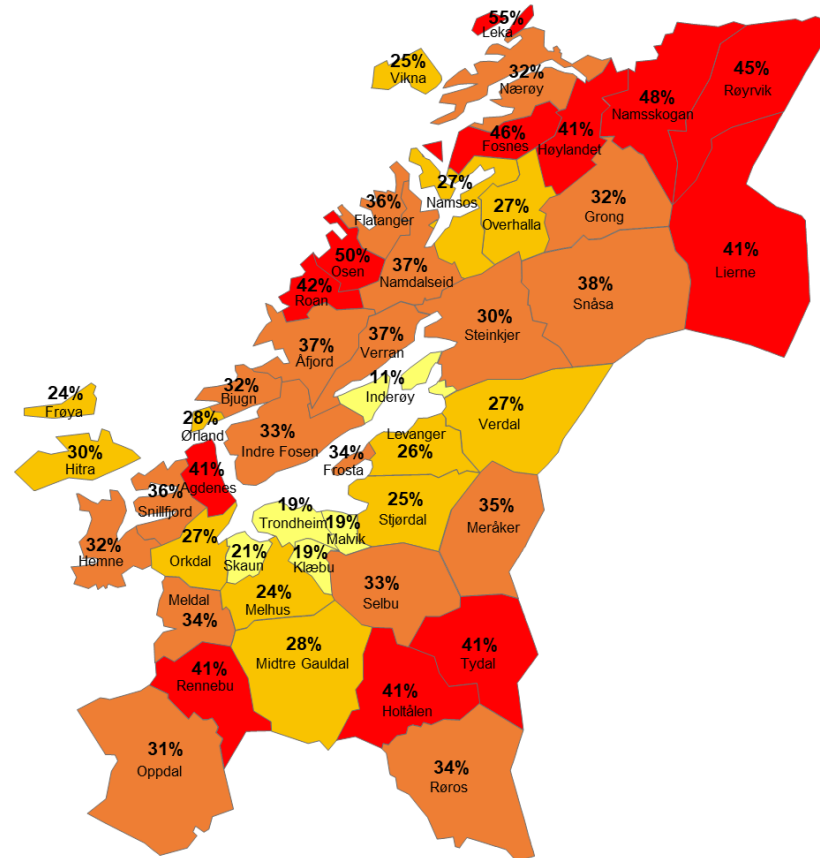 55%
Leka
25%
Vikna
32%
Nærøy
45%
Røyrvik
48%
Namsskogan
46%
Fosnes
41%
Høylandet
27%
Namsos
36%
Flatanger
27%
Overhalla
32%
Grong
41%
Lierne
50%
Osen
37%
Namdalseid
42%
Roan
38%
Snåsa
30%
Steinkjer
37%
Verran
37%
Åfjord
11%
Inderøy
32%
Bjugn
24%
Frøya
28%
Ørland
27%
Verdal
33%
Indre Fosen
Levanger
26%
34%
Frosta
30%
Hitra
41%
Agdenes
36%
Snillfjord
19%
Trondheim
19%
Malvik
25%
Stjørdal
35%
Meråker
32%
Hemne
27%
Orkdal
21%
Skaun
19%
Klæbu
33%
Selbu
24%
Melhus
Meldal
34%
28%
Midtre Gauldal
41%
Tydal
41%
Rennebu
41%
Holtålen
31%
Oppdal
34%
Røros